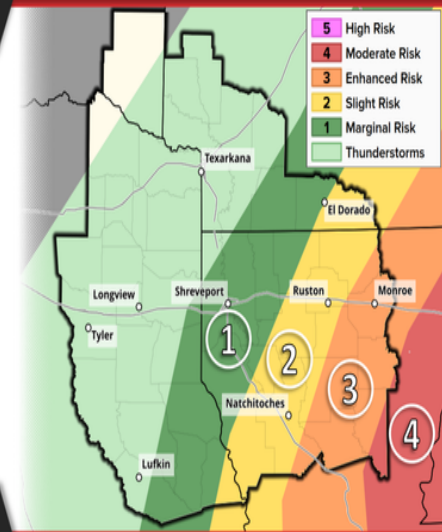 5 High Risk
4 Moderate Risk
3 Enhanced Risk
2 Slight Risk
1 Marginal Risk
Thunderstorms
Texarkana
El Dorado
Longview
Shreveport
Ruston
Monroe
Tyler
1
2
3
Natchitoches
4
Lufkin